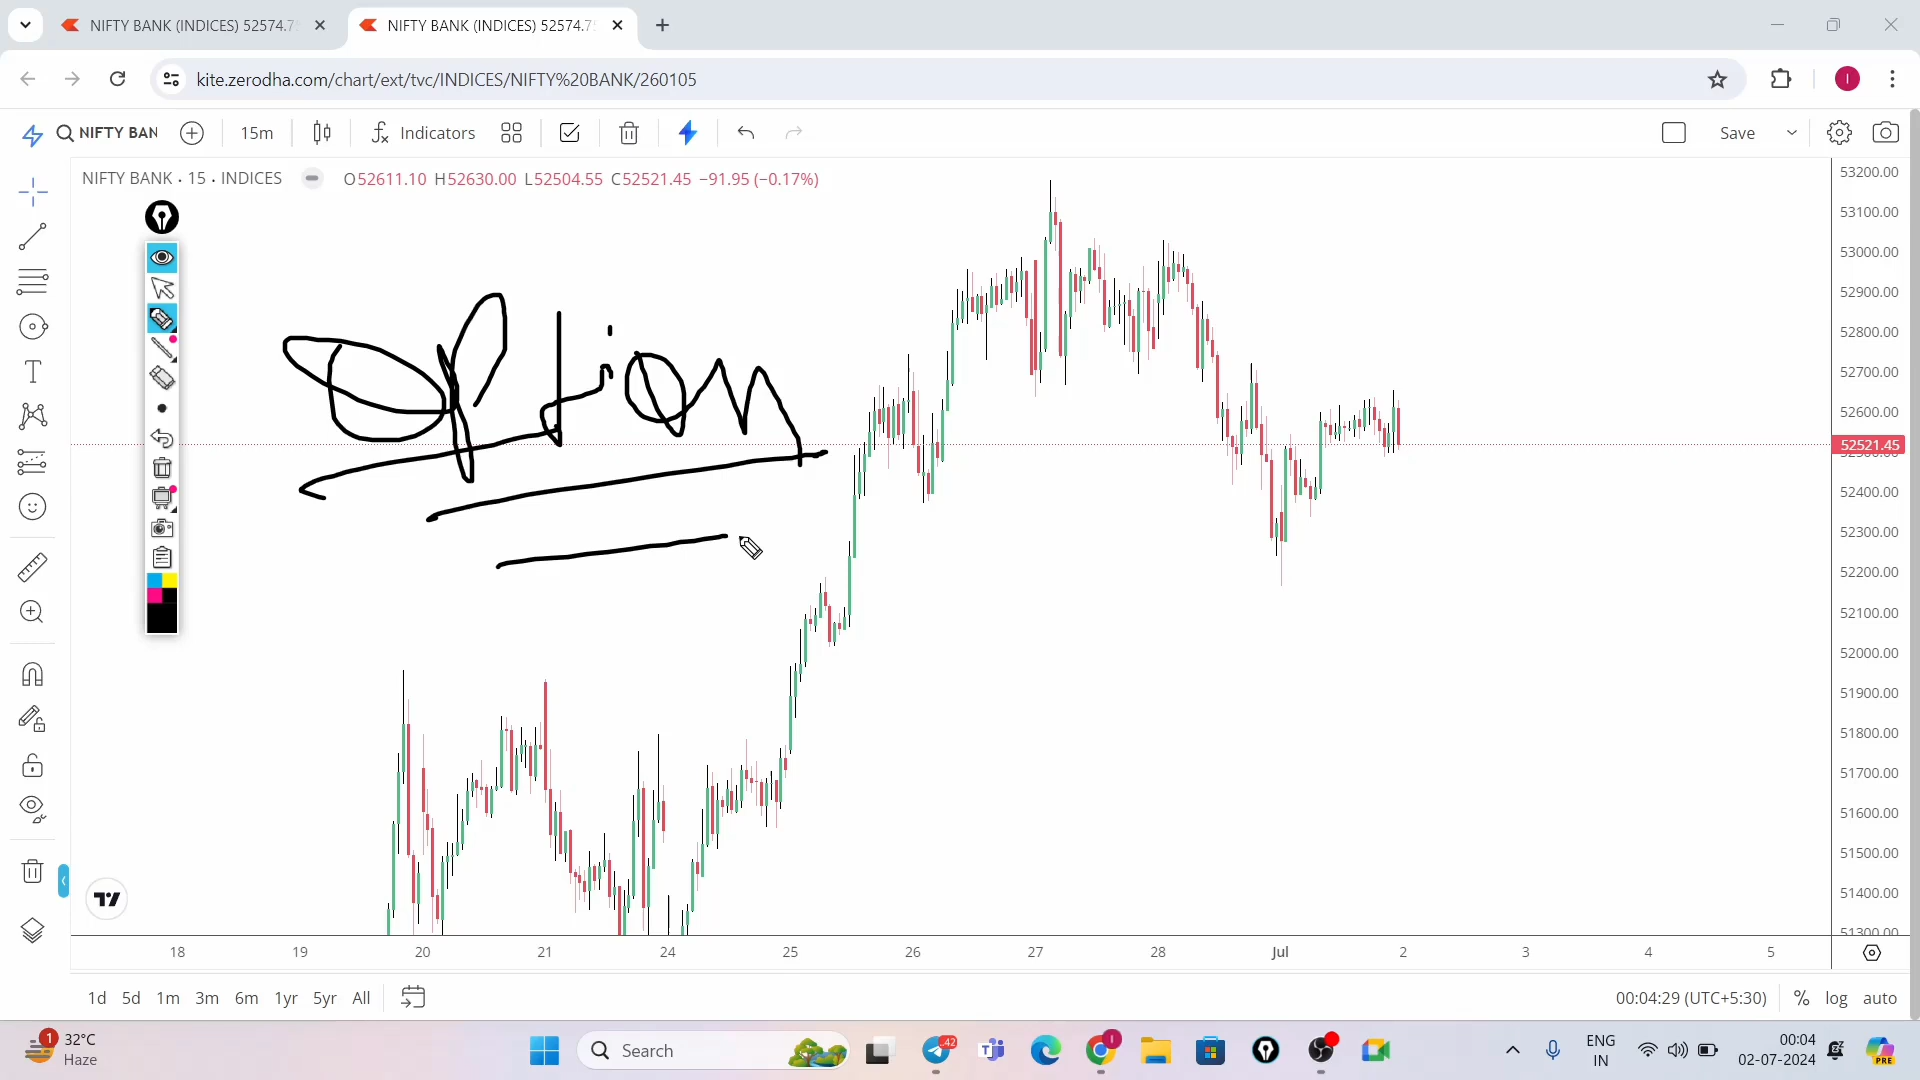 NIFTY BANK (INDICES) 52574.7
NIFTY BANK (INDICES) 52574.7
kite.zerodha.com/chart/ext/tvc/INDICES/NIFTY%20BANK/260105
NIFTY BAN
15m
Indicators
Save
NIFTY BANK · 15 · INDICES
O52611.10 H52630.00 L52504.55 C52521.45 −91.95 (−0.17%)
Option
53200.00
53100.00
53000.00
52900.00
52800.00
52700.00
52600.00
52521.45
52400.00
52300.00
52200.00
52100.00
52000.00
51900.00
51800.00
51700.00
51600.00
51500.00
51400.00
51300.00
18 19 20 21 24 25 26 27 28 Jul 2 3 4 5
1d 5d 1m 3m 6m 1yr 5yr All
00:04:29 (UTC+5:30) % log auto
1
32°C
Haze
Search
42
ENG
IN
00:04
02-07-2024
PRE